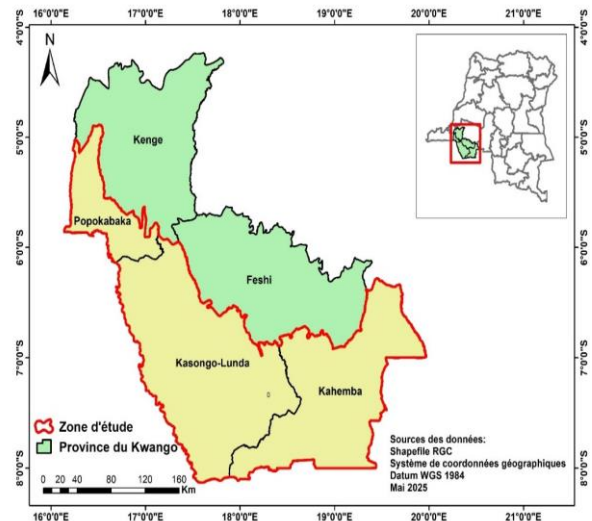 16°0'0"E 17°0'0"E 18°0'0"E 19°0'0"E 20°0'0"E 21°0'0"E
N
4°0'0"S 4°0'0"S
5°0'0"S 5°0'0"S
Kenge
Popokabaka
6°0'0"S 6°0'0"S
Feshi
7°0'0"S 7°0'0"S
Kasongo-Lunda
Kahemba
Zone d'étude
Province du Kwango
Sources des données:
Shapefile RGC
Système de coordonnées géographiques
Datum WGS 1984
Mai 2025
8°0'0"S 8°0'0"S
0 20 40 80 120 160
Km
16°0'0"E 17°0'0"E 18°0'0"E 19°0'0"E 20°0'0"E 21°0'0"E